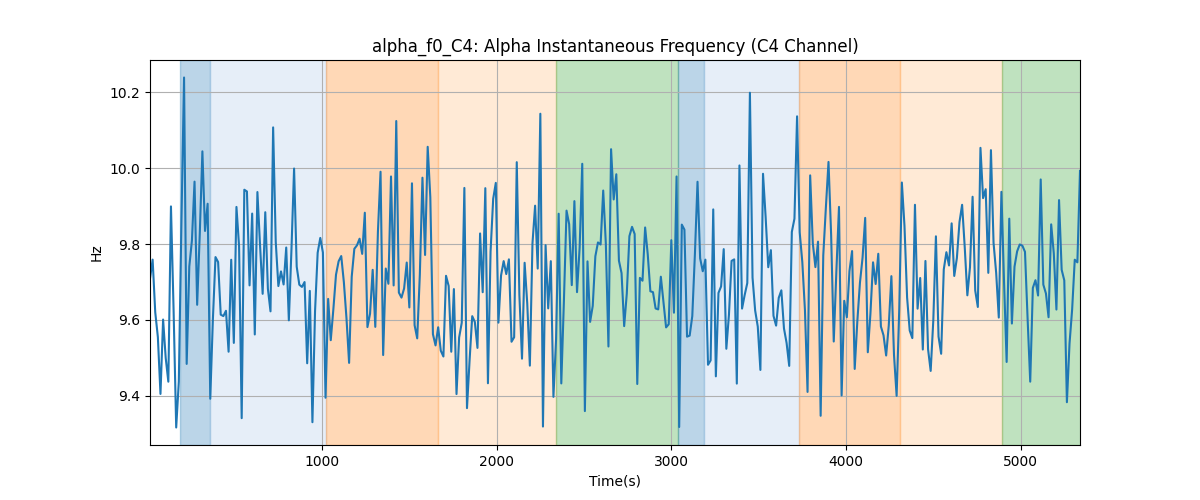 alpha_f0_C4: Alpha Instantaneous Frequency (C4 Channel)
Hz
10.2
10.0
9.8
9.6
9.4
1000 2000 3000 4000 5000
Time(s)